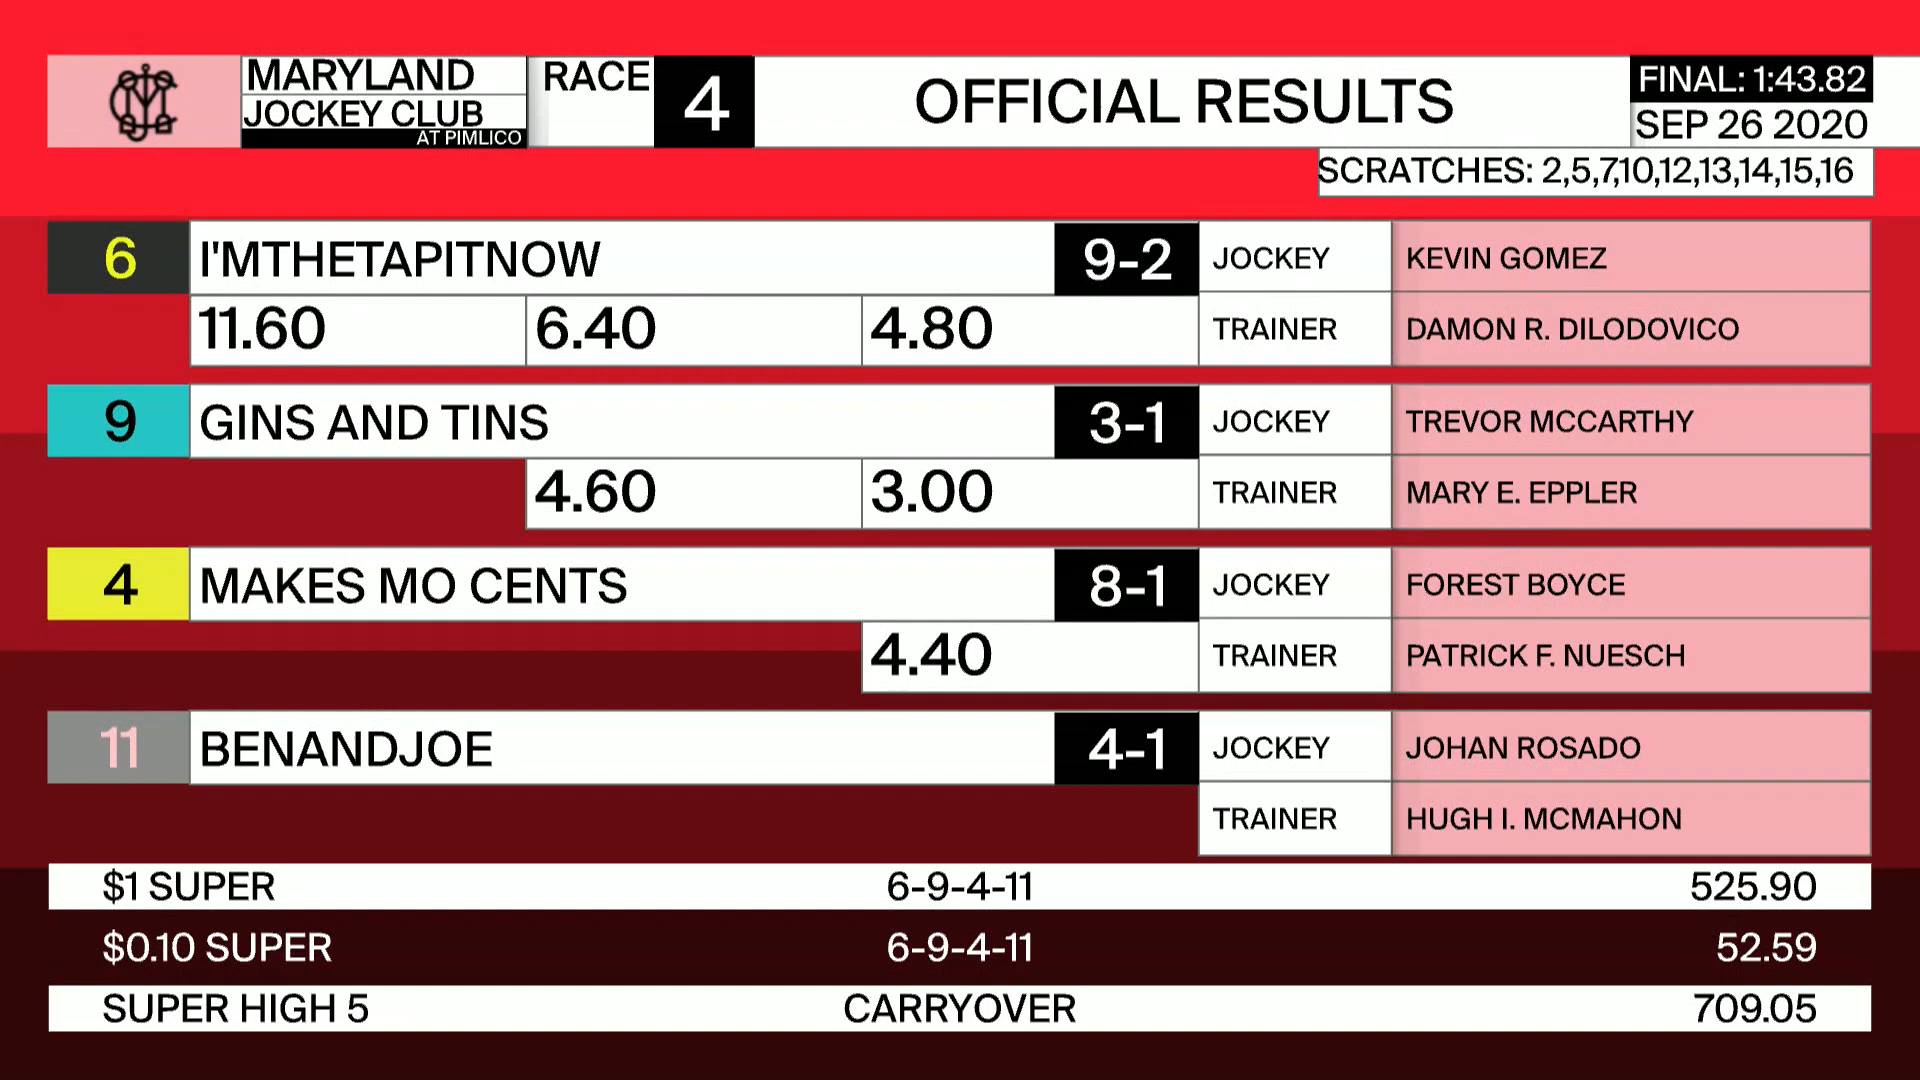 MARYLAND
JOCKEY CLUB
AT PIMLICO
RACE 4
OFFICIAL RESULTS
FINAL: 1:43.82
SEP 26 2020
SCRATCHES: 2,5,7,10,12,13,14,15,16
6 I'MTHETAPITNOW 9-2 JOCKEY KEVIN GOMEZ
11.60 6.40 4.80 TRAINER DAMON R. DILODOVICO
9 GINS AND TINS 3-1 JOCKEY TREVOR MCCARTHY
4.60 3.00 TRAINER MARY E. EPPLER
4 MAKES MO CENTS 8-1 JOCKEY FOREST BOYCE
4.40 TRAINER PATRICK F. NUESCH
11 BENANDJOE 4-1 JOCKEY JOHAN ROSADO
TRAINER HUGH I. MCMAHON
$1 SUPER 6-9-4-11 525.90
$0.10 SUPER 6-9-4-11 52.59
SUPER HIGH 5 CARRYOVER 709.05